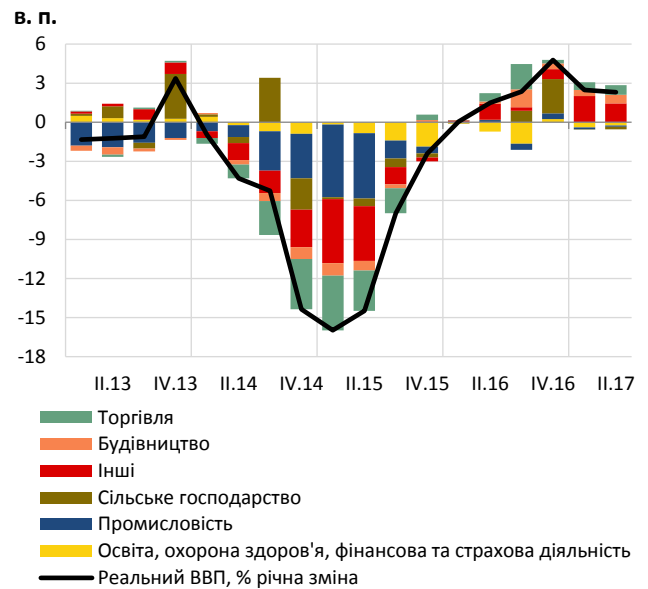 в. п.
6
3
0
-3
-6
-9
-12
-15
-18
II.13 IV.13 II.14 IV.14 II.15 IV.15 II.16 IV.16 II.17
Торгівля
Будівництво
Інші
Сільське господарство
Промисловість
Освіта, охорона здоров'я, фінансова та страхова діяльність
Реальний ВВП, % річна зміна